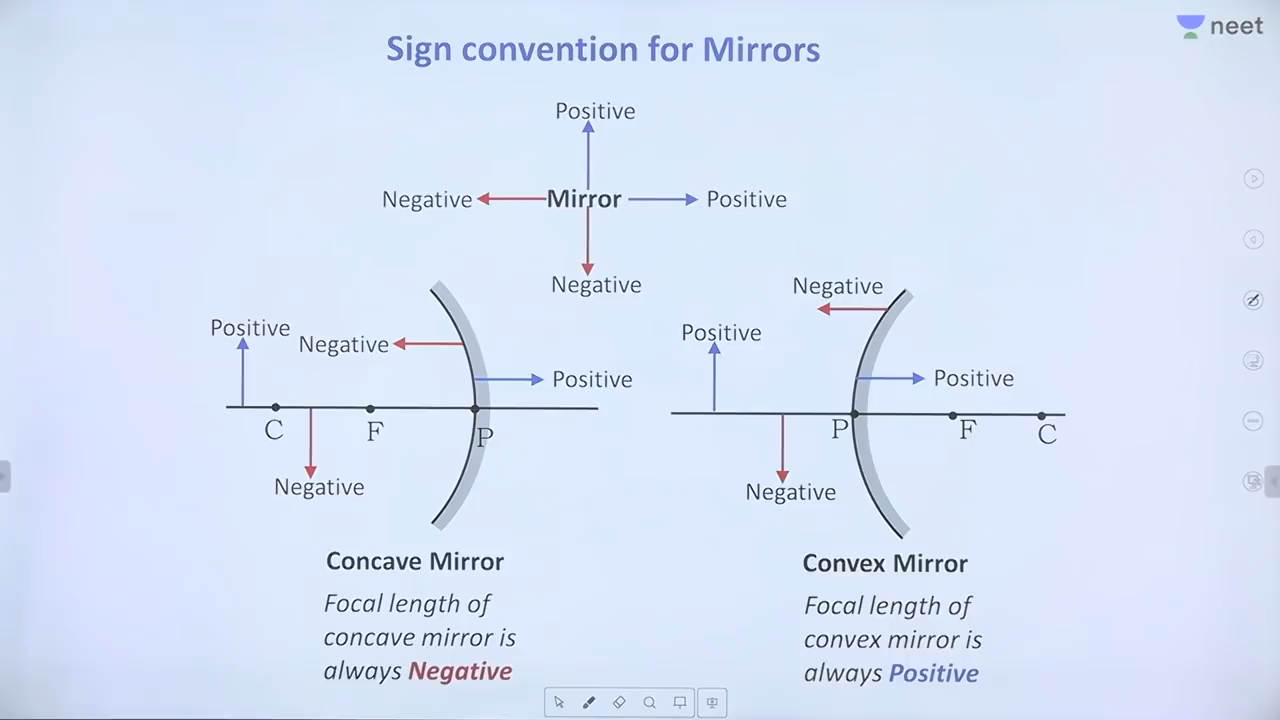 neet
Sign convention for Mirrors
Positive
Negative
Mirror
Positive
Negative
Positive
Negative
Positive
C
F
P
Negative
Concave Mirror
Focal length of
concave mirror is
always Negative
Negative
Positive
Positive
P
F
C
Negative
Convex Mirror
Focal length of
convex mirror is
always Positive